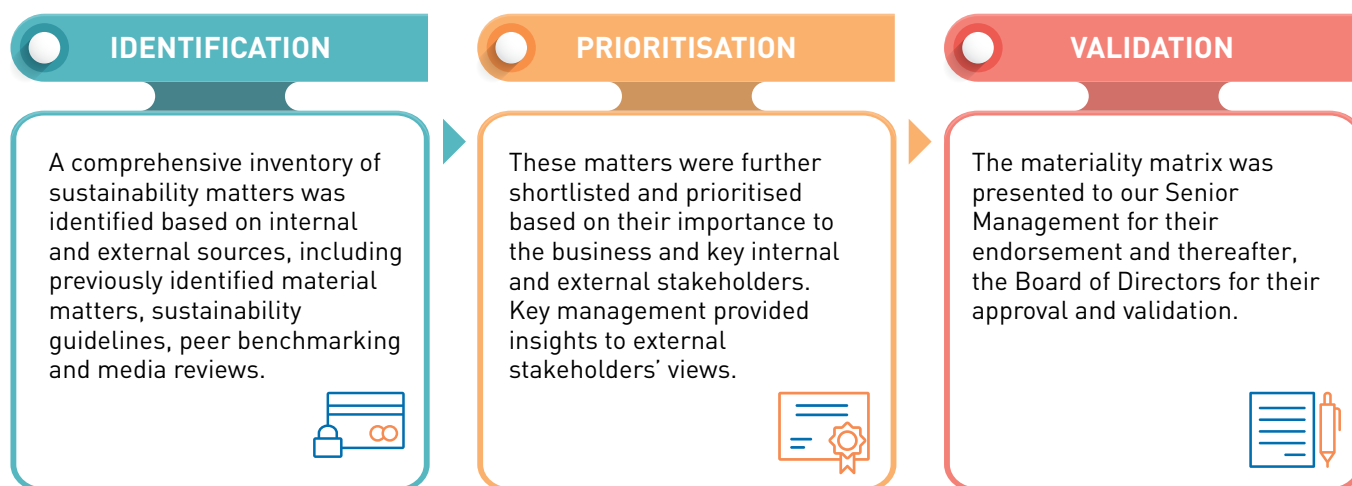 IDENTIFICATION
A comprehensive inventory of
sustainability matters was
identified based on internal
and external sources, including
previously identified material
matters, sustainability
guidelines, peer benchmarking
and media reviews.
PRIORITISATION
These matters were further
shortlisted and prioritised
based on their importance to
the business and key internal
and external stakeholders.
Key management provided
insights to external
stakeholders’ views.
VALIDATION
The materiality matrix was
presented to our Senior
Management for their
endorsement and thereafter,
the Board of Directors for their
approval and validation.